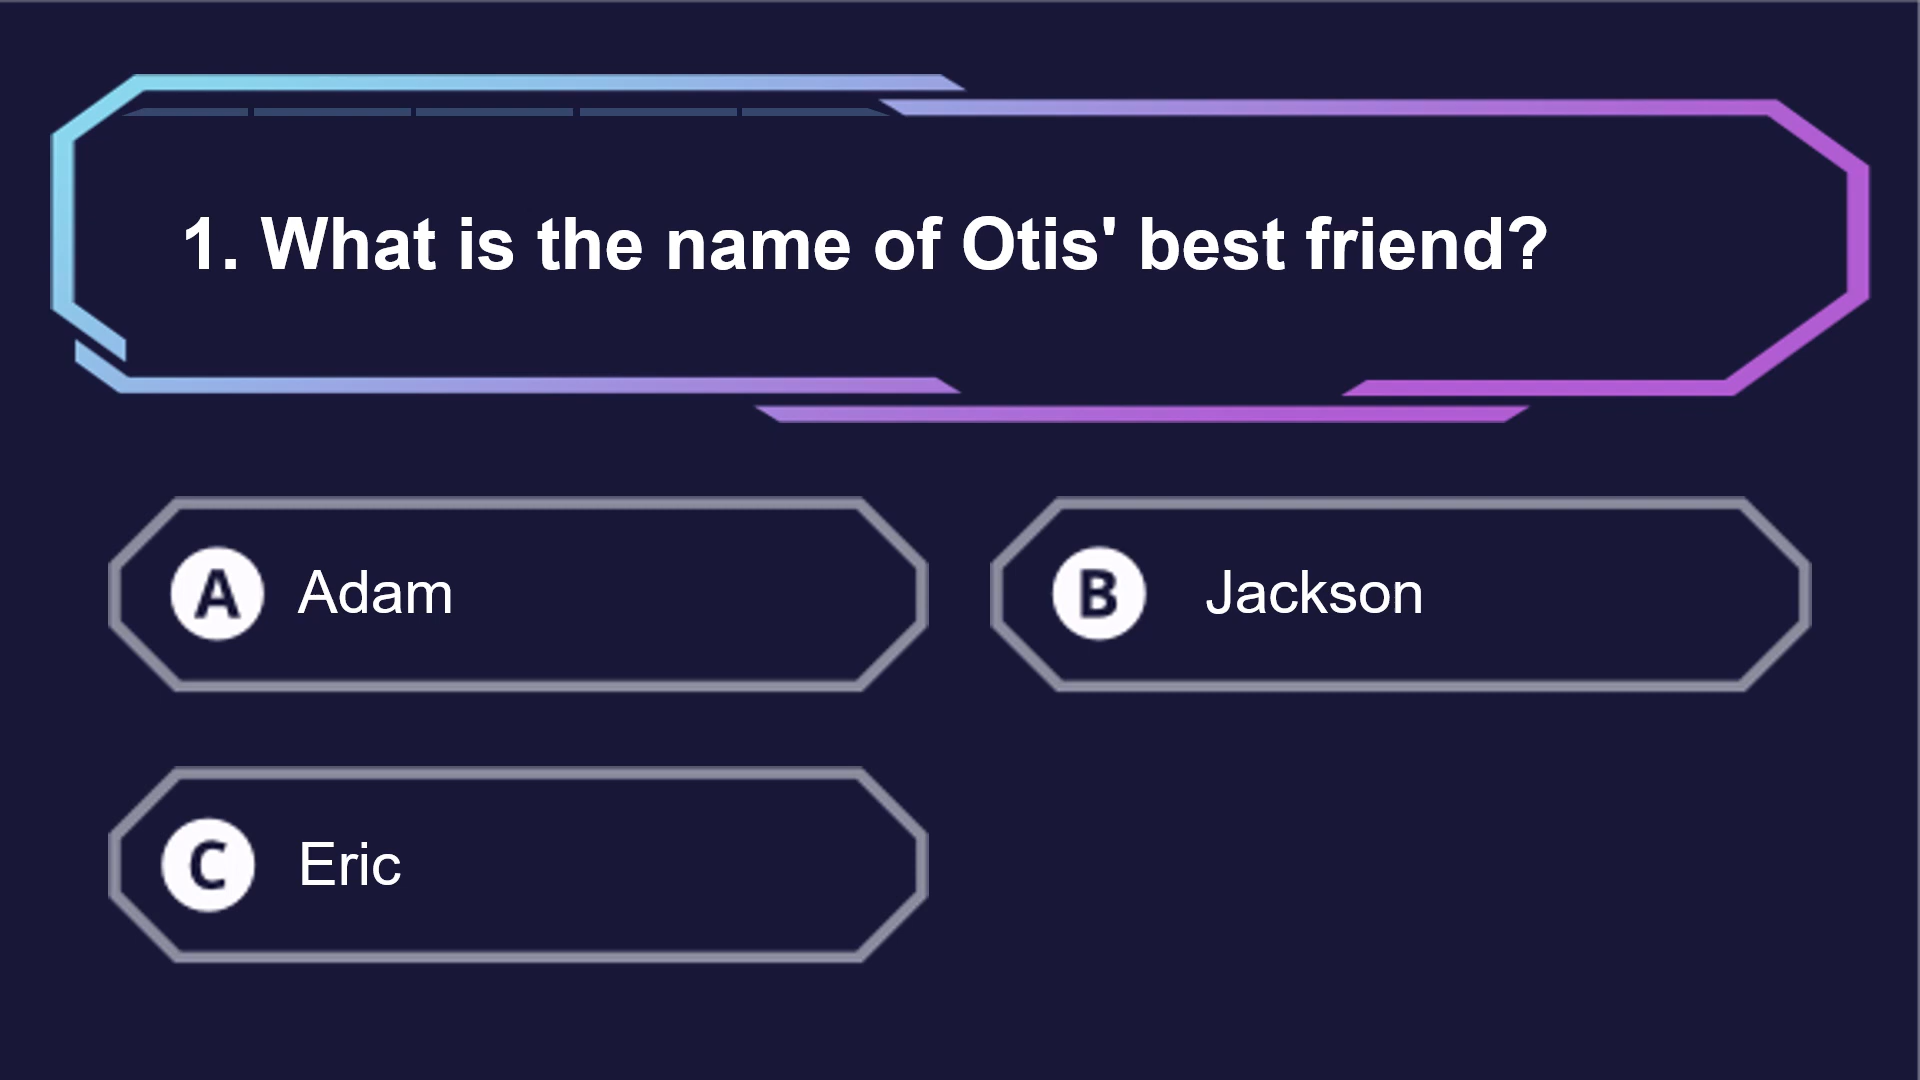 1. What is the name of Otis' best friend?
A Adam
B Jackson
C Eric